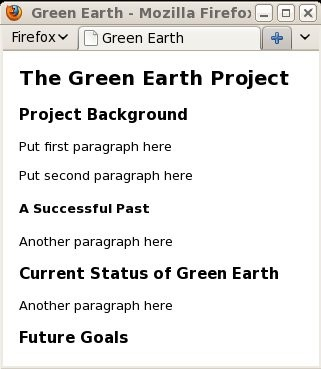 Green Earth - Mozilla Firefox
Firefox
Green Earth
The Green Earth Project
Project Background
Put first paragraph here
Put second paragraph here
A Successful Past
Another paragraph here
Current Status of Green Earth
Another paragraph here
Future Goals